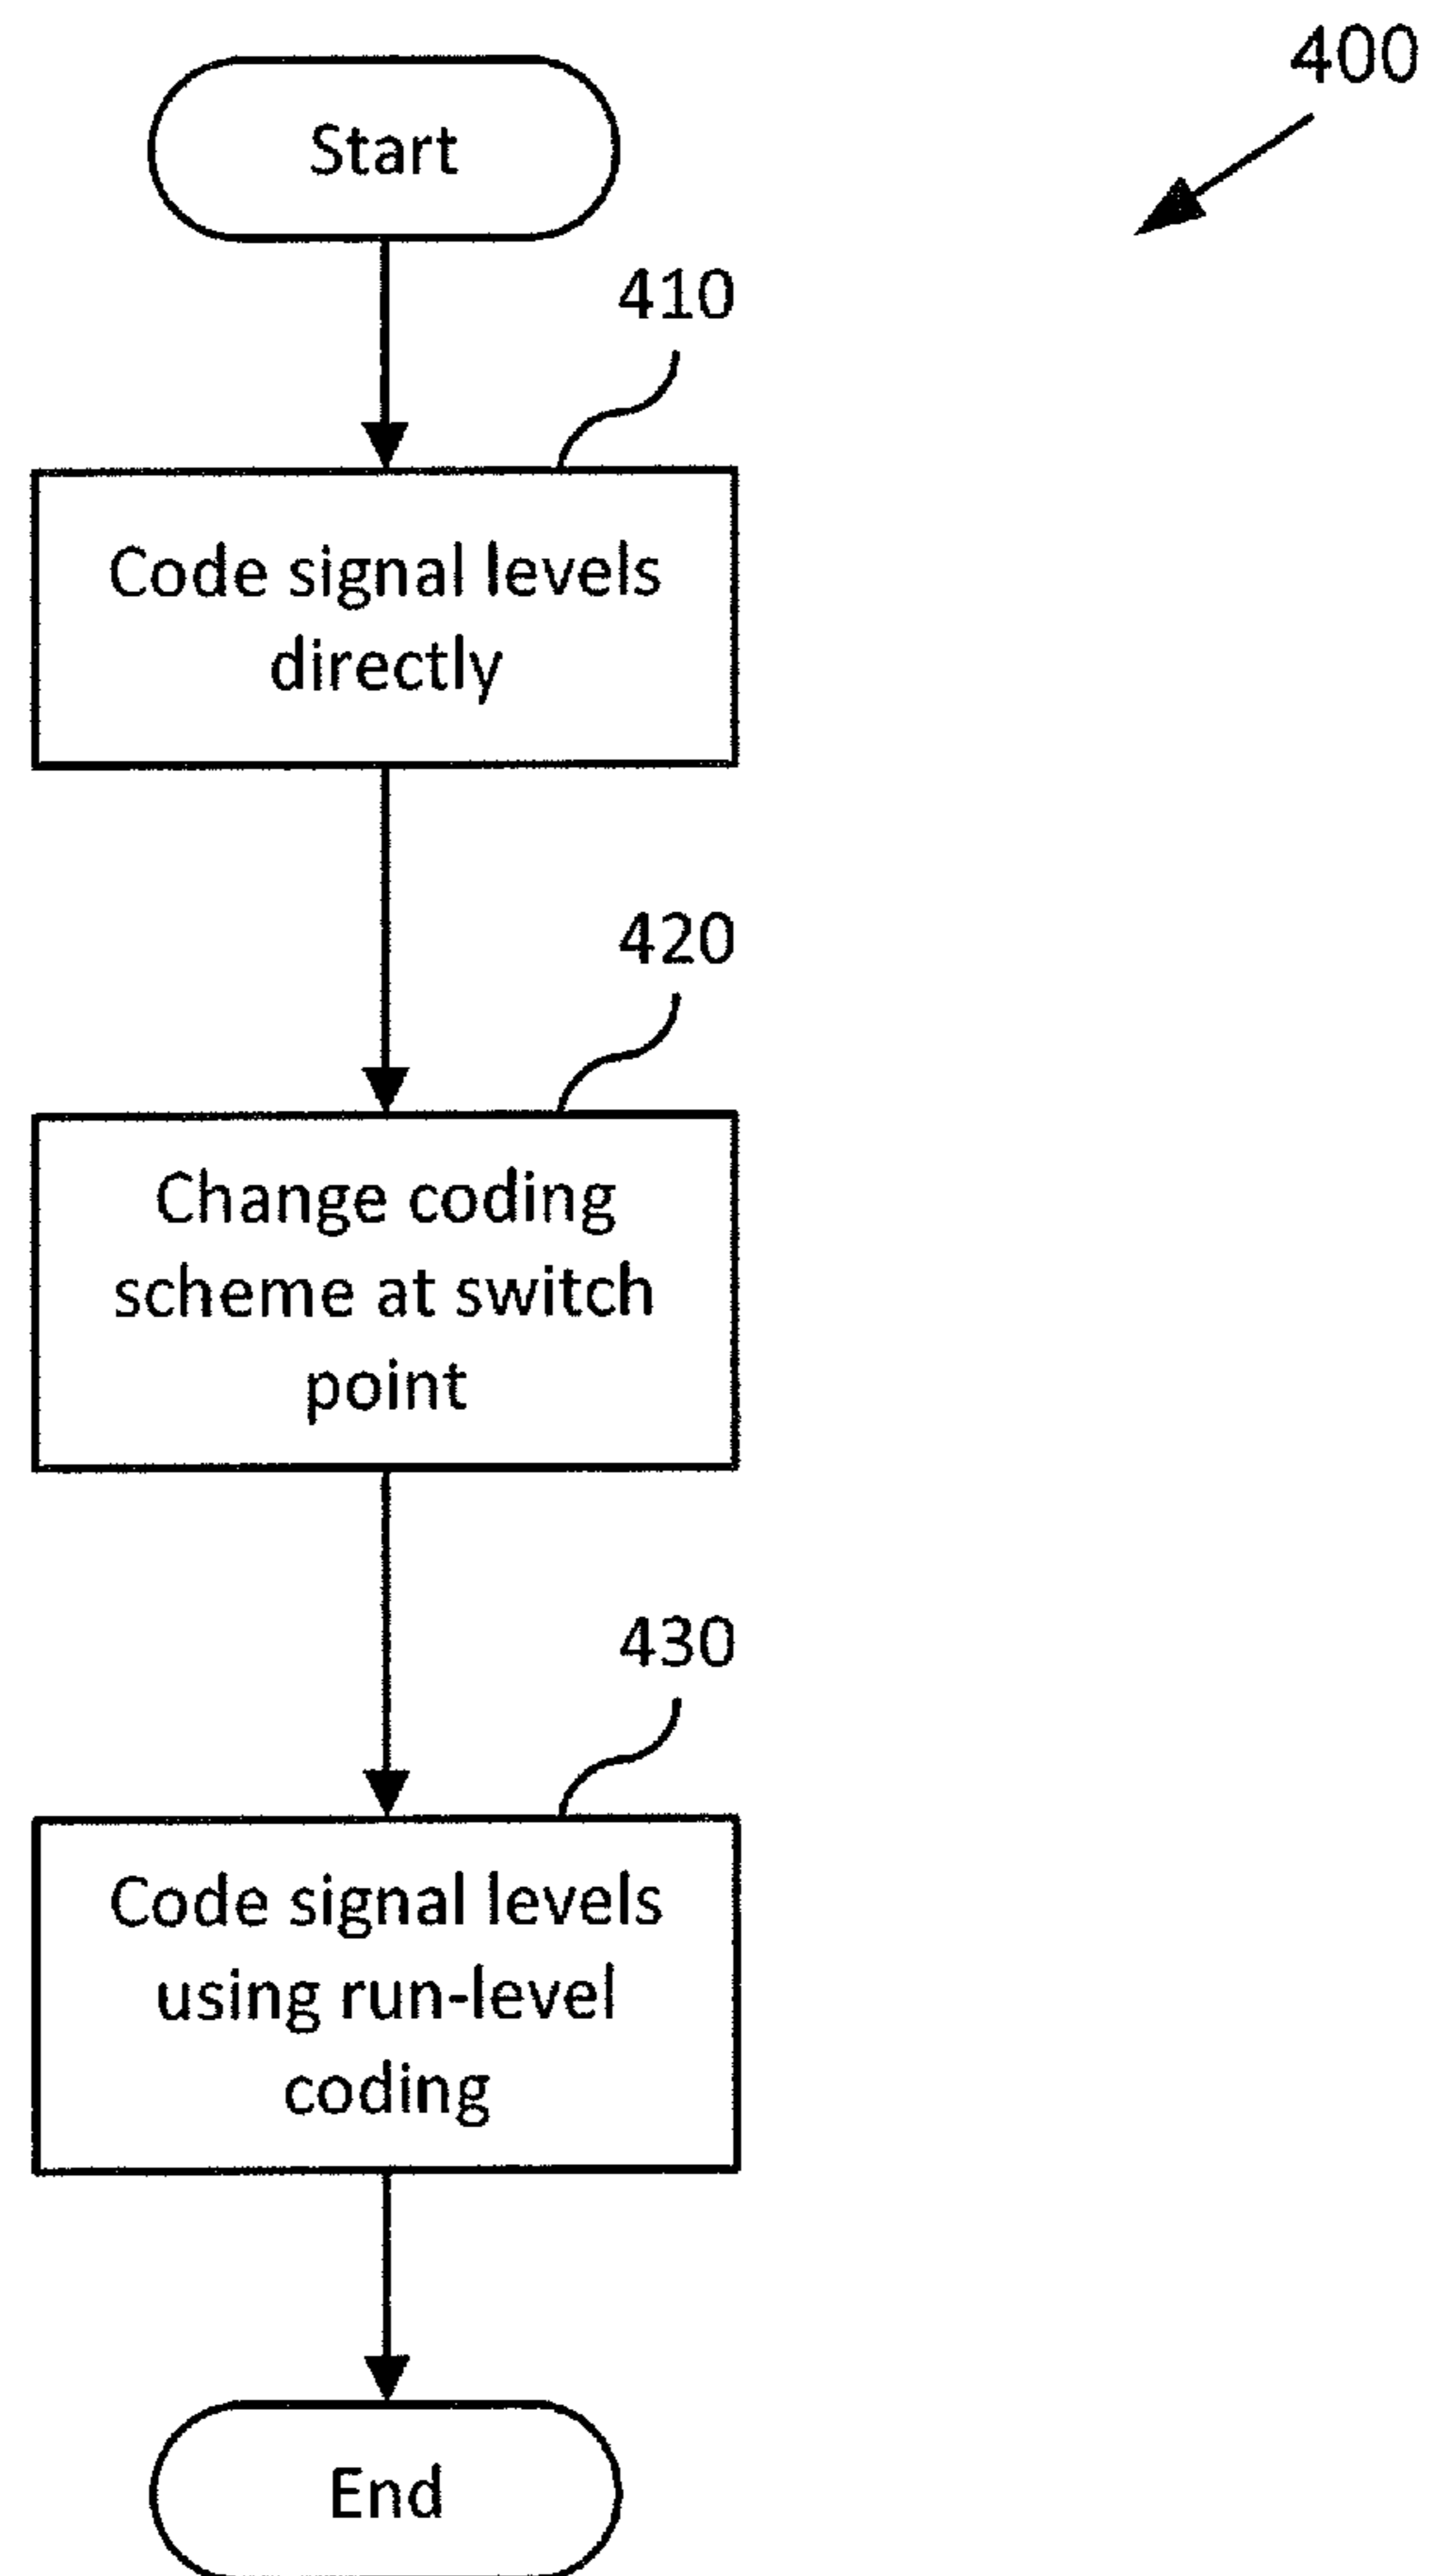 400
Start
410
Code signal levels
directly
420
Change coding
scheme at switch
point
430
Code signal levels
using run-level
coding
End